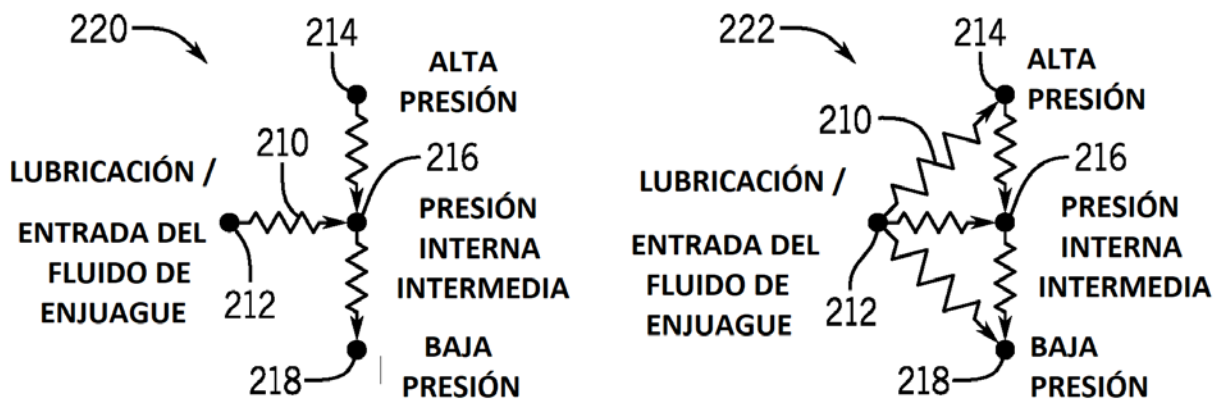 220
214
ALTA
PRESIÓN
210
216
LUBRICACIÓN /
PRESIÓN
INTERNA
INTERMEDIA
ENTRADA DEL
FLUIDO DE
ENJUAGUE
212
BAJA
PRESIÓN
218
222
214
ALTA
PRESIÓN
210
216
LUBRICACIÓN /
PRESIÓN
INTERNA
INTERMEDIA
ENTRADA DEL
FLUIDO DE
ENJUAGUE
212
BAJA
PRESIÓN
218